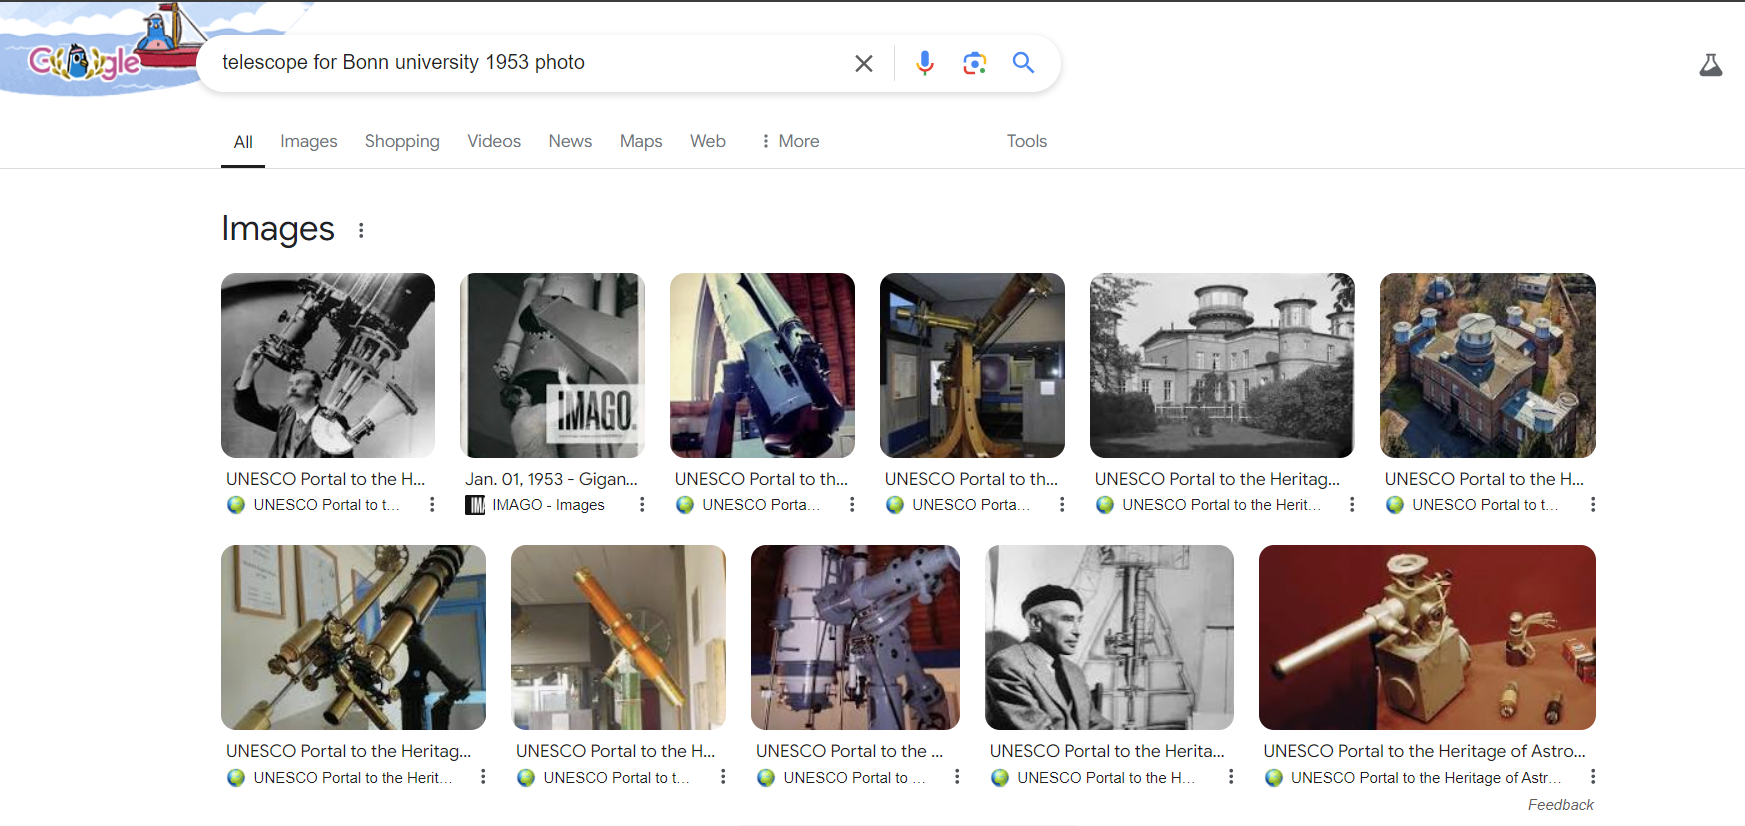 Google
telescope for Bonn university 1953 photo
All Images Shopping Videos News Maps Web More Tools
Images
IMAGO.
UNESCO Portal to the H...
UNESCO Portal to t...
Jan. 01, 1953 - Gigan...
IMAGO - Images
UNESCO Portal to th...
UNESCO Porta...
UNESCO Portal to th...
UNESCO Porta...
UNESCO Portal to the Heritag...
UNESCO Portal to the Herit...
UNESCO Portal to the H...
UNESCO Portal to t...
UNESCO Portal to the Heritag...
UNESCO Portal to the Herit...
UNESCO Portal to the H...
UNESCO Portal to t...
UNESCO Portal to the ...
UNESCO Portal to ...
UNESCO Portal to the Herita...
UNESCO Portal to the H...
UNESCO Portal to the Heritage of Astro...
UNESCO Portal to the Heritage of Astr...
Feedback